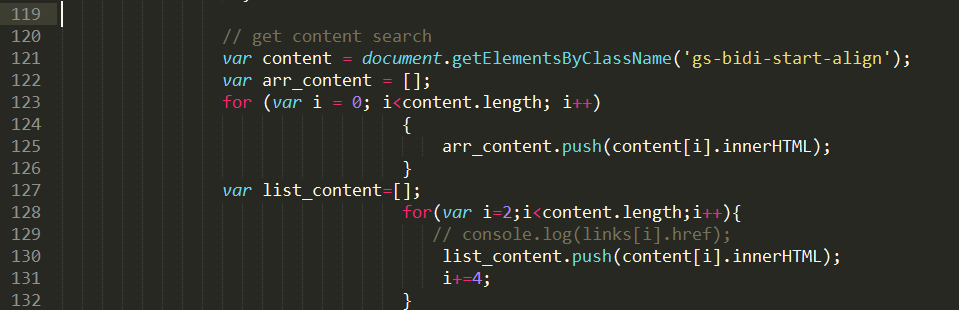 119
120 // get content search
121 var content = document.getElementsByClassName('gs-bidi-start-align');
122 var arr_content = [];
123 for (var i = 0; i<content.length; i++)
124 {
125 arr_content.push(content[i].innerHTML);
126 }
127 var list_content=[];
128 for(var i=2;i<content.length;i++){
129 // console.log(links[i].href);
130 list_content.push(content[i].innerHTML);
131 i+=4;
132 }